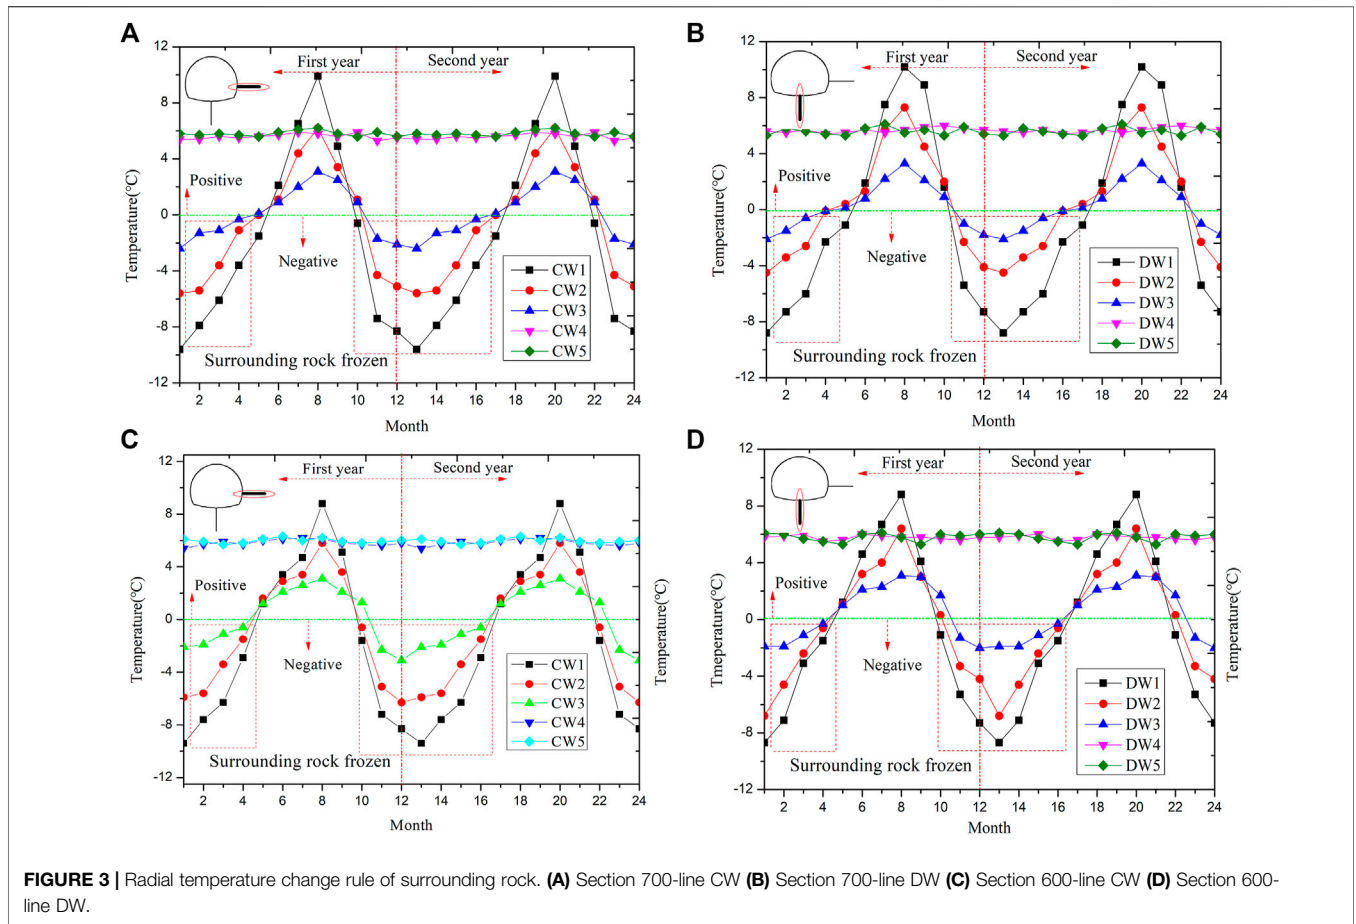 A
12
8
4
0
-4
-8
-12
Temperature(℃)
First year
Second year
Positive
Negative
CW1
CW2
CW3
CW4
CW5
Surrounding rock frozen
2 4 6 8 10 12 14 16 18 20 22 24
Month
B
12
8
4
0
-4
-8
-12
Temperature(℃)
First year
Second year
Positive
Negative
DW1
DW2
DW3
DW4
DW5
Surrounding rock frozen
2 4 6 8 10 12 14 16 18 20 22 24
Month
C
12
8
4
0
-4
-8
-12
Temperature(℃)
First year
Second year
Positive
Negative
CW1
CW2
CW3
CW4
CW5
Surrounding rock frozen
2 4 6 8 10 12 14 16 18 20 22 24
Month
Temperature(℃)
D
12
8
4
0
-4
-8
-12
Tmeperature(℃)
First year
Second year
Positive
Negative
DW1
DW2
DW3
DW4
DW5
Surrounding rock frozen
2 4 6 8 10 12 14 16 18 20 22 24
Month
Temperature(℃)
FIGURE 3 | Radial temperature change rule of surrounding rock. (A) Section 700-line CW (B) Section 700-line DW (C) Section 600-line CW (D) Section 600-
line DW.